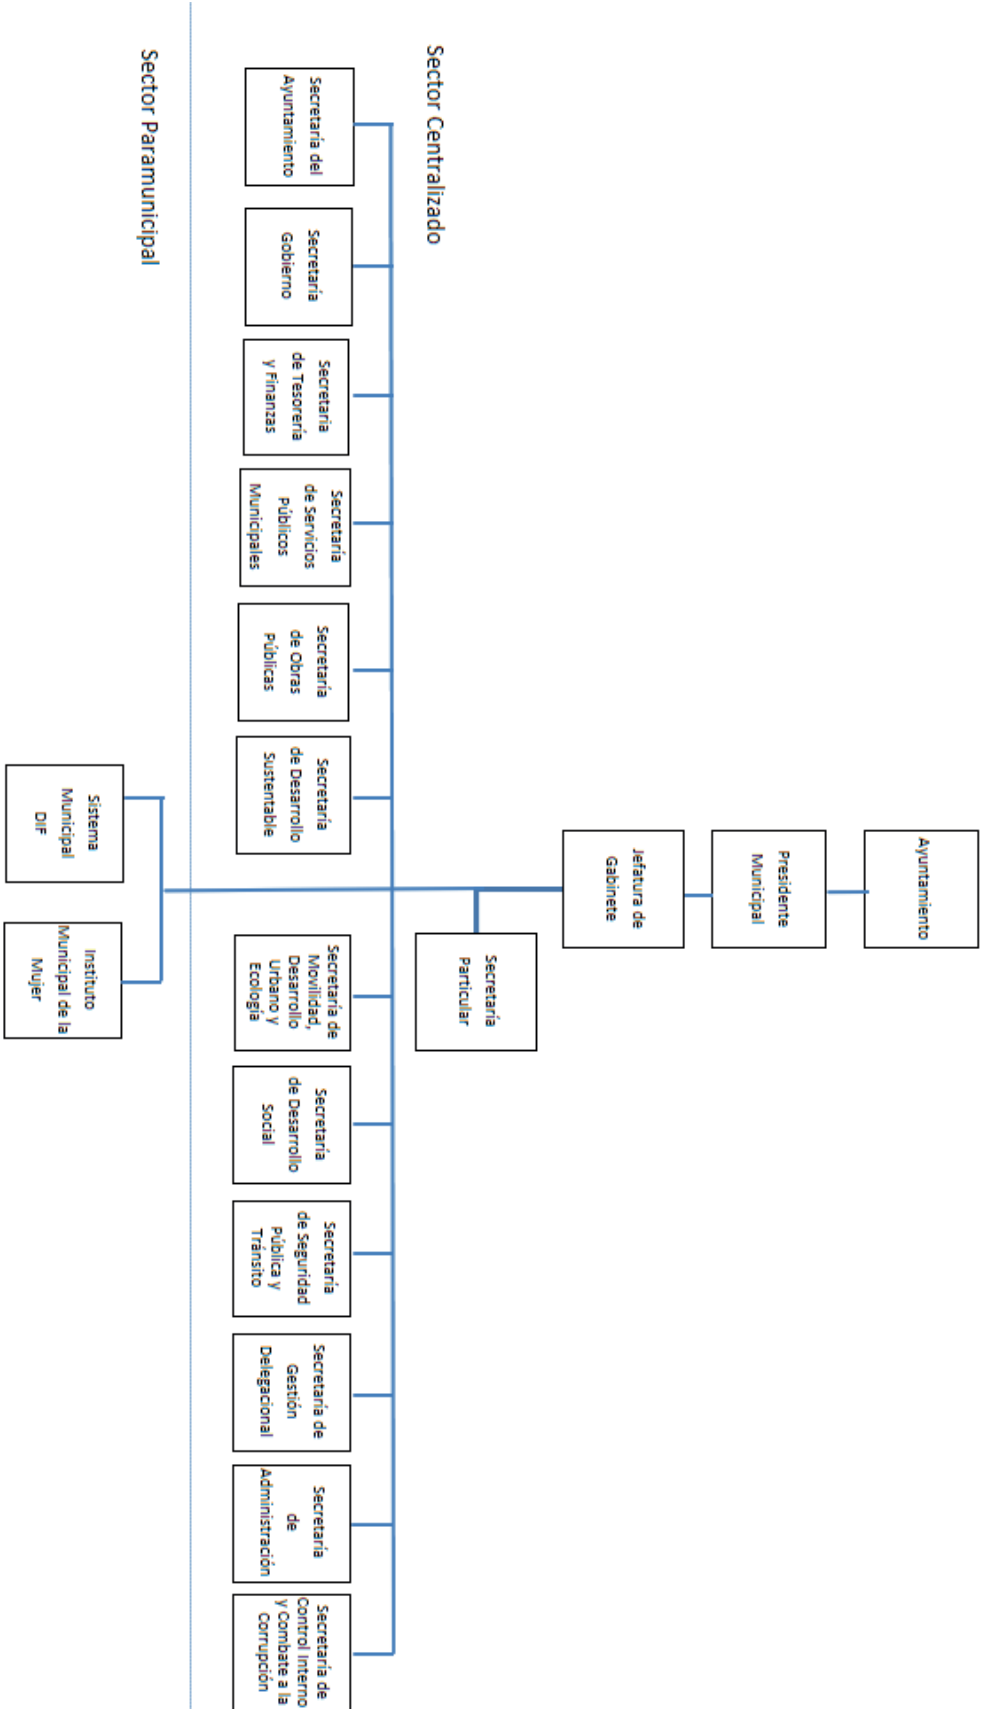 Ayuntamiento
Presidente
Municipal
Jefatura de
Gabinete
Secretaría
Particular
Sector Centralizado
Secretaría del
Ayuntamiento
Secretaría
Gobierno
Secretaria
de Tesorería
y Finanzas
Secretaría
de Servicios
Públicos
Municipales
Secretaría
de Obras
Públicas
Secretaría
de Desarrollo
Sustentable
Secretaría de
Movilidad,
Desarrollo
Urbano y
Ecología
Secretaría
de Desarrollo
Social
Secretaría
de Seguridad
Pública y
Tránsito
Secretaría de
Gestión
Delegacional
Secretaría
de
Administración
Secretaría de
Control Interno
y Combate a la
Corrupción
Sector Paramunicipal
Sistema
Municipal
DIF
Instituto
Municipal de la
Mujer